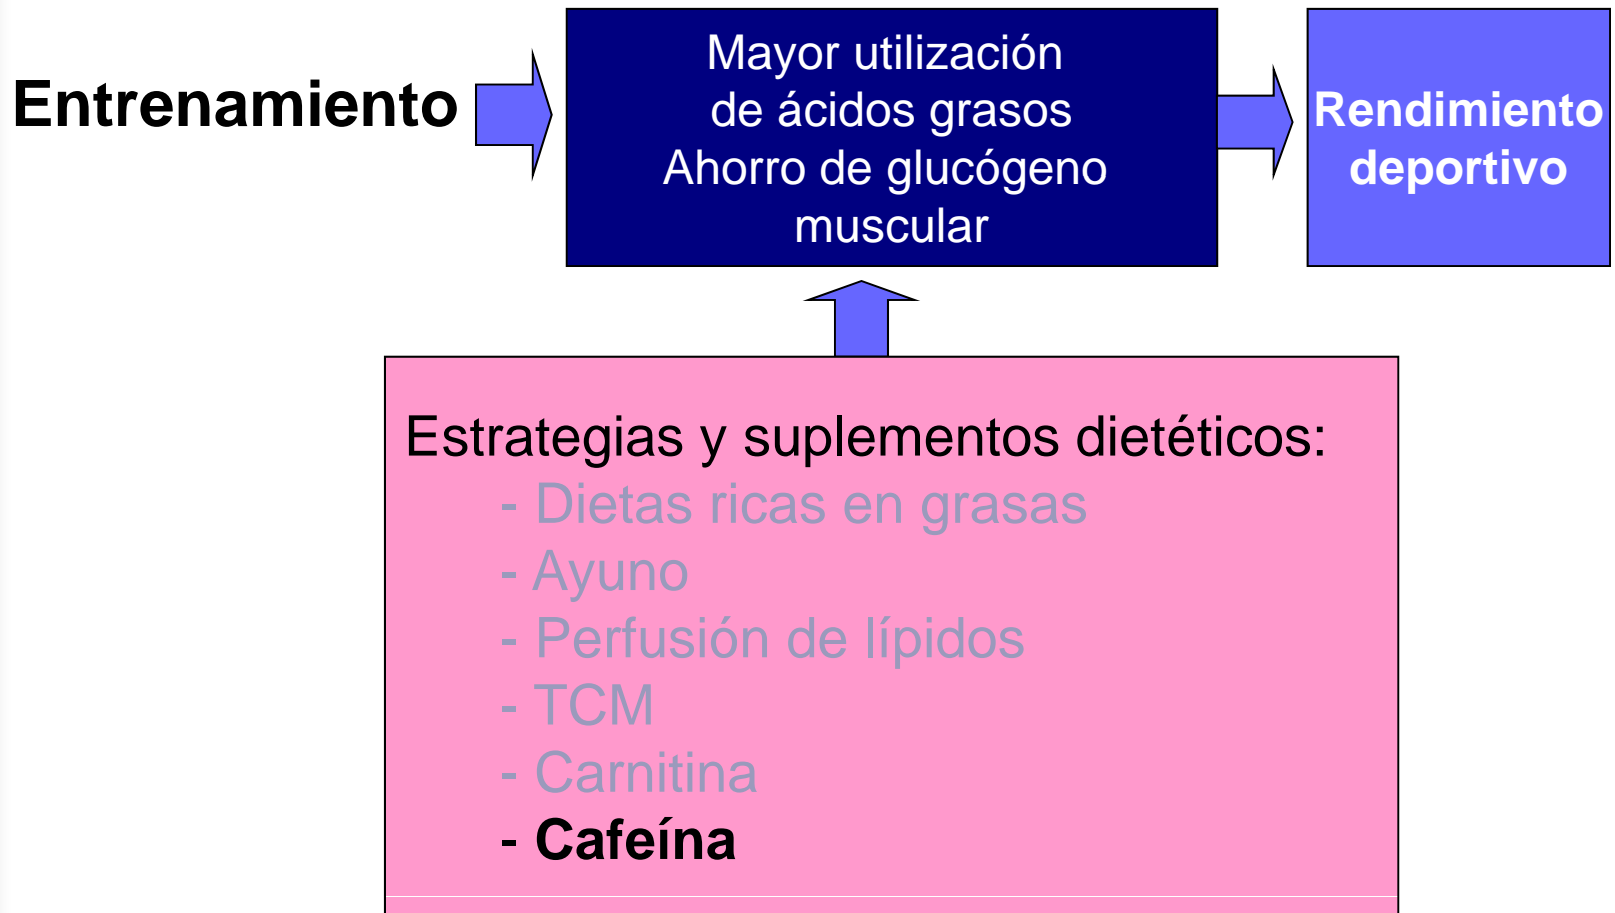 Entrenamiento
Mayor utilización
de ácidos grasos
Ahorro de glucógeno
muscular
Rendimiento
deportivo
Estrategias y suplementos dietéticos:
- Dietas ricas en grasas
- Ayuno
- Perfusión de lípidos
- TCM
- Carnitina
- Cafeína